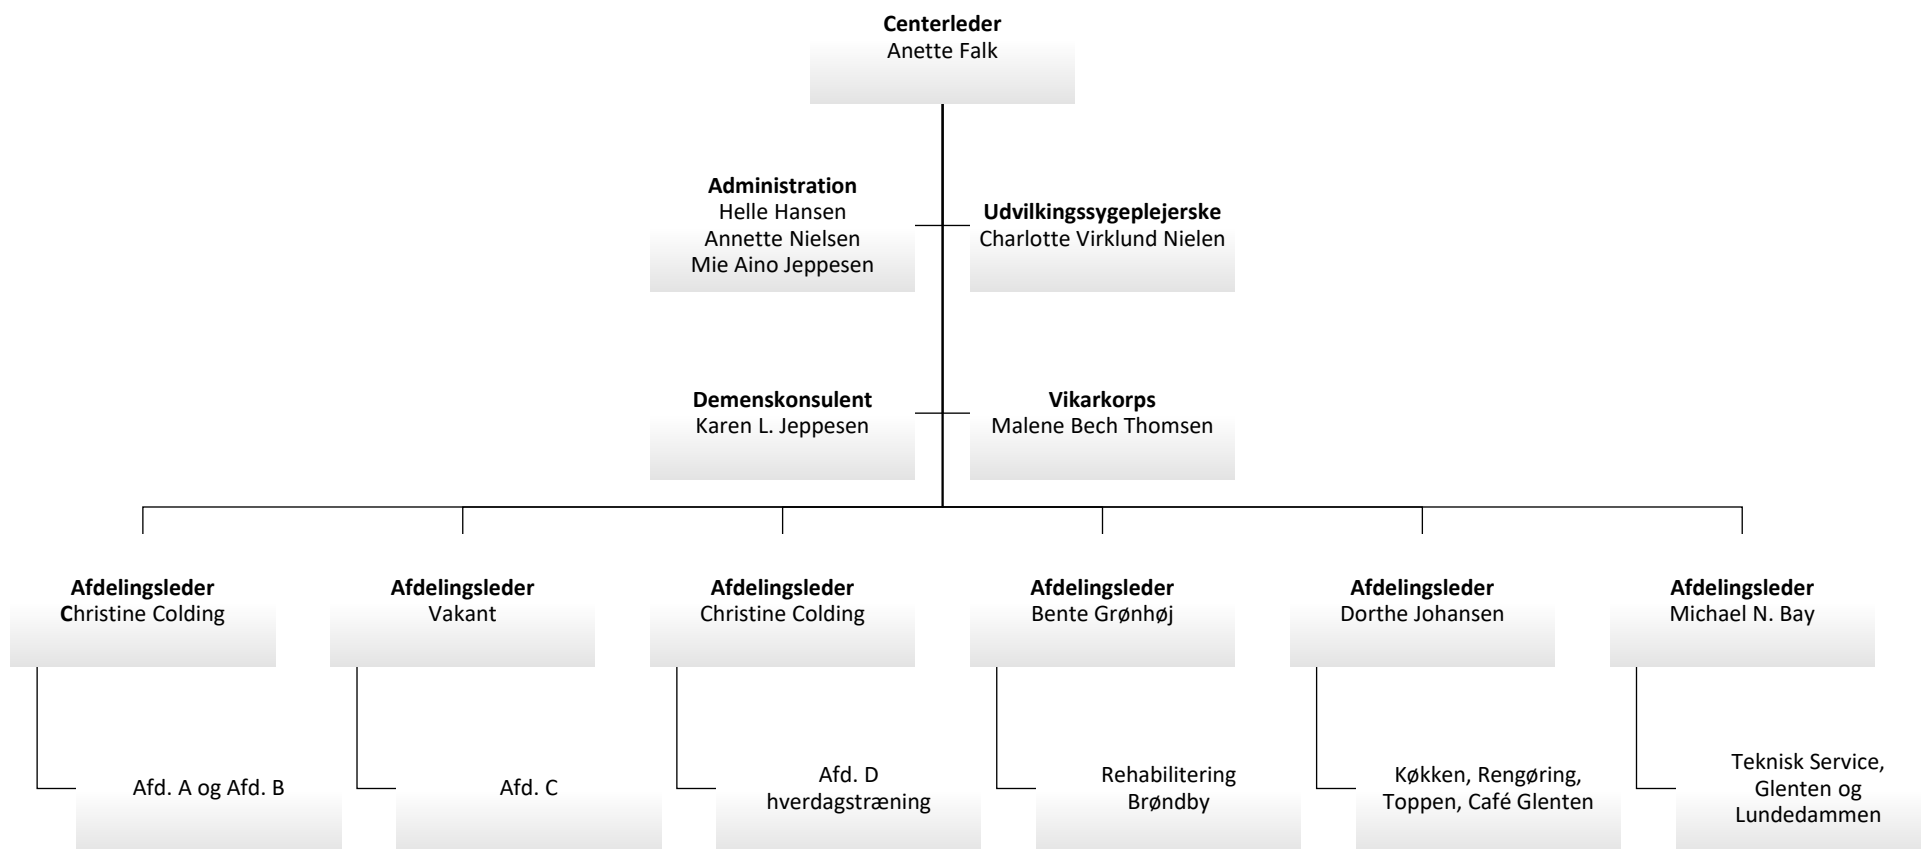 Centerleder
Anette Falk
Administration
Helle Hansen
Annette Nielsen
Mie Aino Jeppesen
Udvilkingssygeplejerske
Charlotte Virklund Nielen
Demenskonsulent
Karen L. Jeppesen
Vikarkorps
Malene Bech Thomsen
Afdelingsleder
Christine Colding
Afdelingsleder
Vakant
Afdelingsleder
Christine Colding
Afdelingsleder
Bente Grønhøj
Afdelingsleder
Dorthe Johansen
Afdelingsleder
Michael N. Bay
Afd. A og Afd. B
Afd. C
Afd. D
hverdagstræning
Rehabilitering
Brøndby
Køkken, Rengøring,
Toppen, Café Glenten
Teknisk Service,
Glenten og
Lundedammen